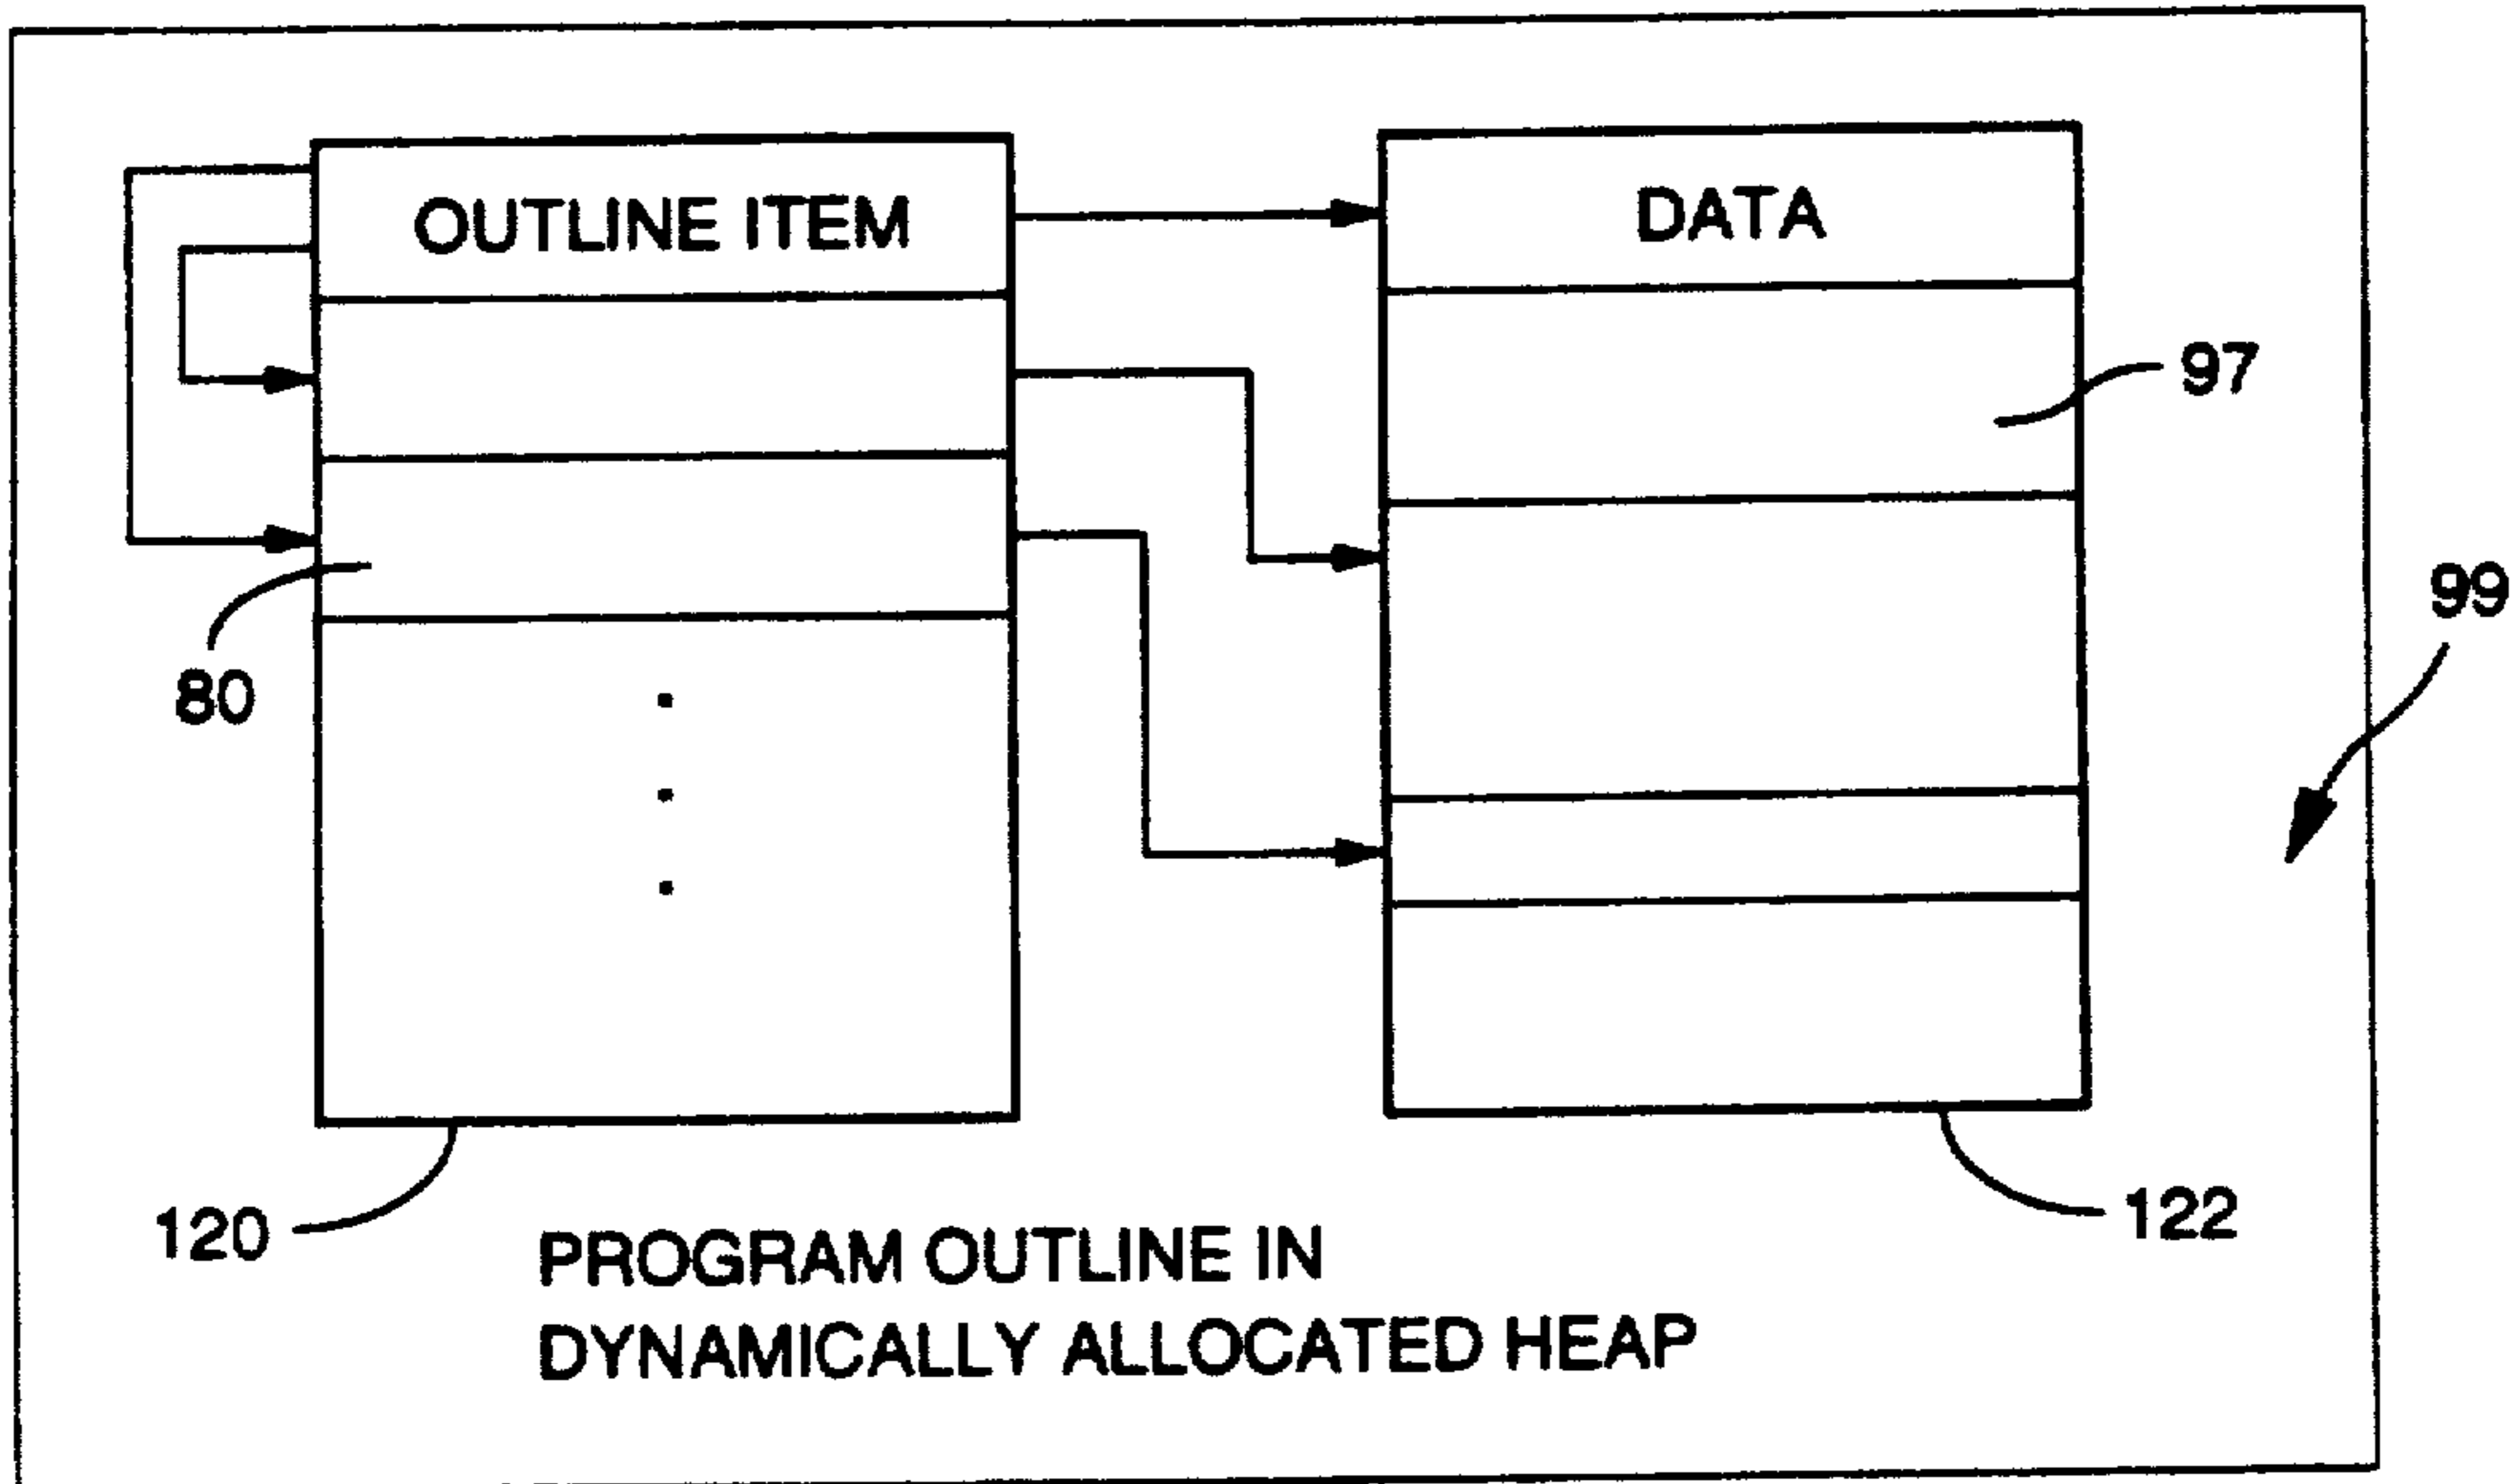 OUTLINE ITEM
DATA
97
99
80
120
122
PROGRAM OUTLINE IN
DYNAMICALLY ALLOCATED HEAP